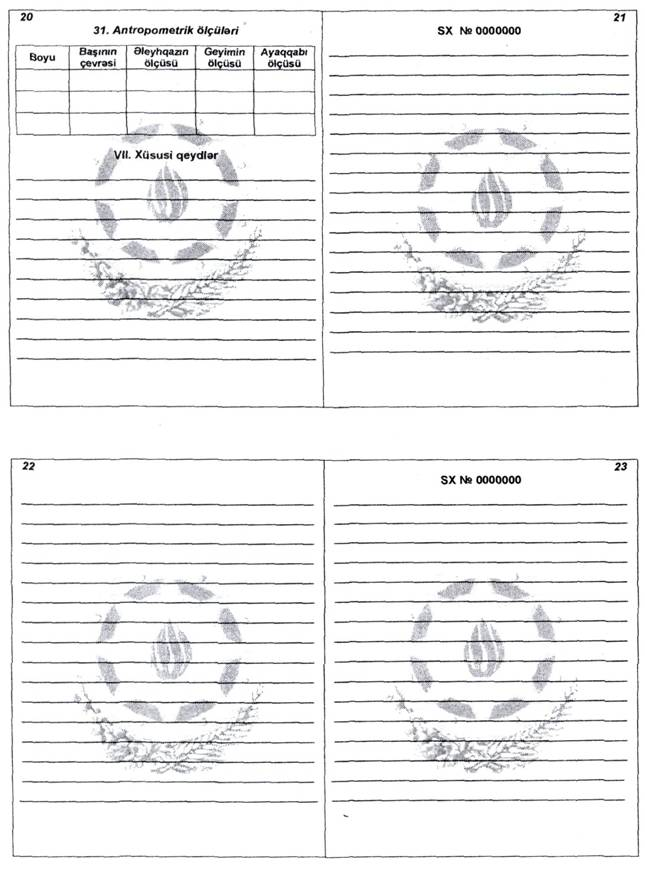 20
31. Antropometrik ölçüləri
Boyu
Başının çevrəsi
Əleyhqazın ölçüsü
Geyimin ölçüsü
Ayaqqabı ölçüsü
VII. Xüsusi qeydlər
21
SX № 0000000
22
23
SX № 0000000